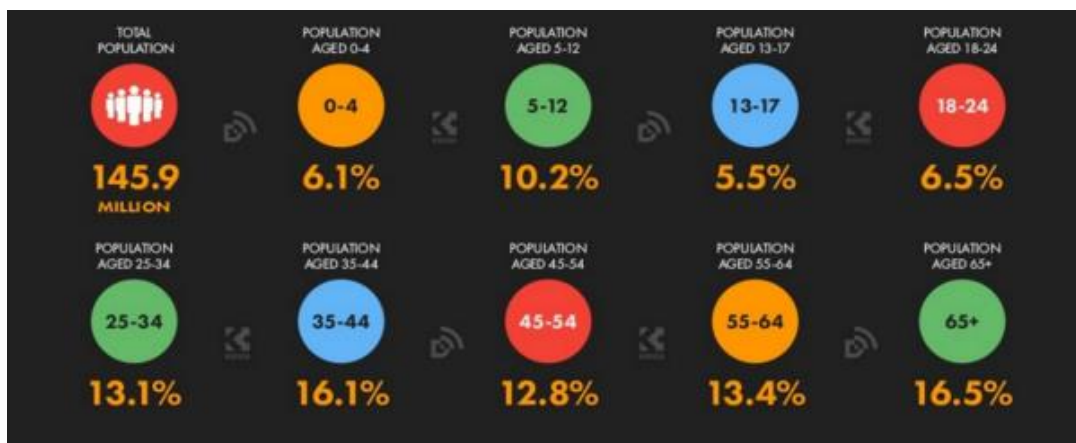 TOTAL
POPULATION
145.9
MILLION
POPULATION
AGED 0-4
0-4
6.1%
POPULATION
AGED 5-12
5-12
10.2%
POPULATION
AGED 13-17
13-17
5.5%
POPULATION
AGED 18-24
18-24
6.5%
POPULATION
AGED 25-34
25-34
13.1%
POPULATION
AGED 35-44
35-44
16.1%
POPULATION
AGED 45-54
45-54
12.8%
POPULATION
AGED 55-64
55-64
13.4%
POPULATION
AGED 65+
65+
16.5%